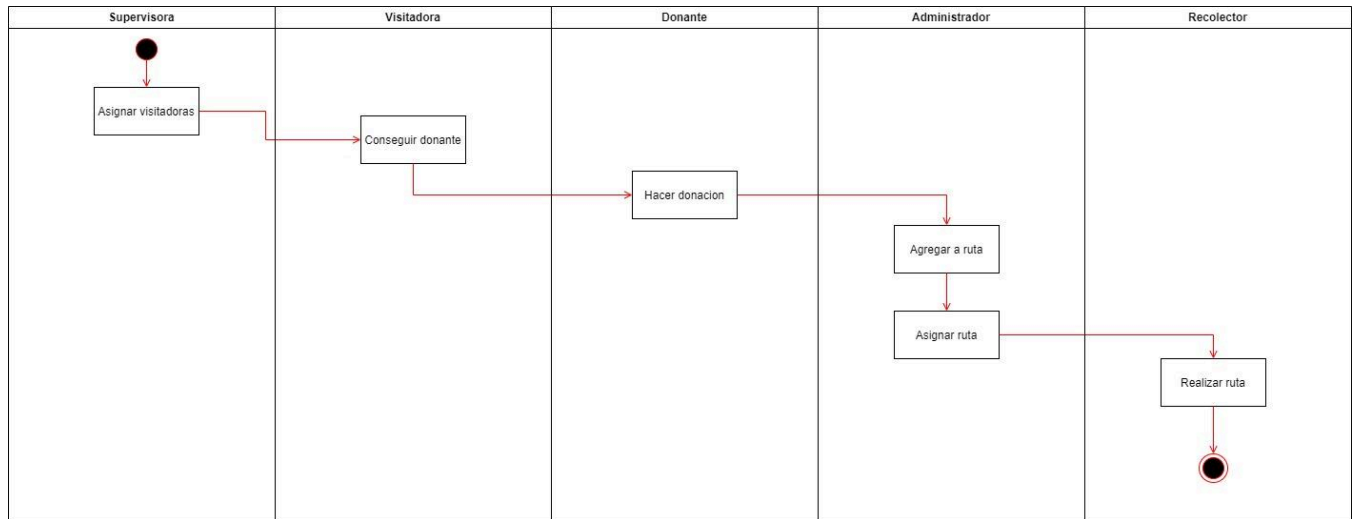 Supervisora
Visitadora
Donante
Administrador
Recolector
Asignar visitadoras
Conseguir donante
Hacer donacion
Agregar a ruta
Asignar ruta
Realizar ruta